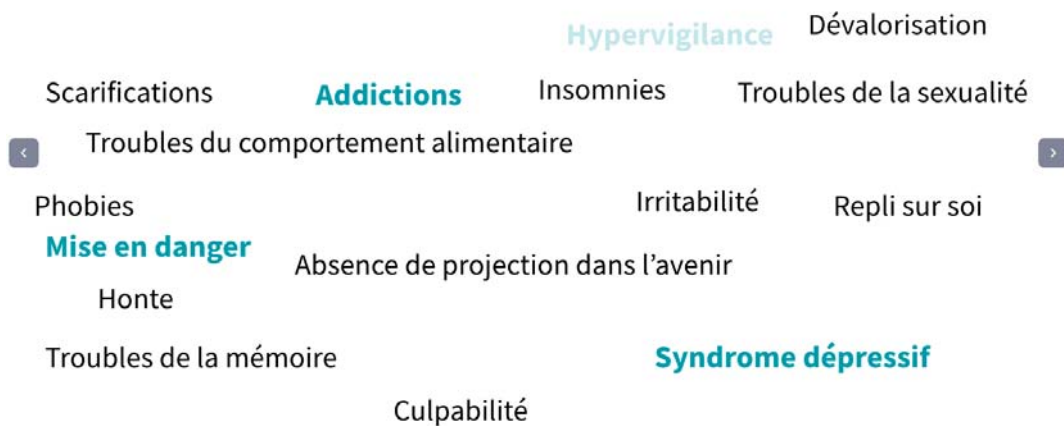 Hypervigilance
Dévalorisation
Scarifications
Addictions
Insomnies
Troubles de la sexualité
Troubles du comportement alimentaire
Phobies
Irritabilité
Repli sur soi
Mise en danger
Absence de projection dans l’avenir
Honte
Troubles de la mémoire
Syndrome dépressif
Culpabilité